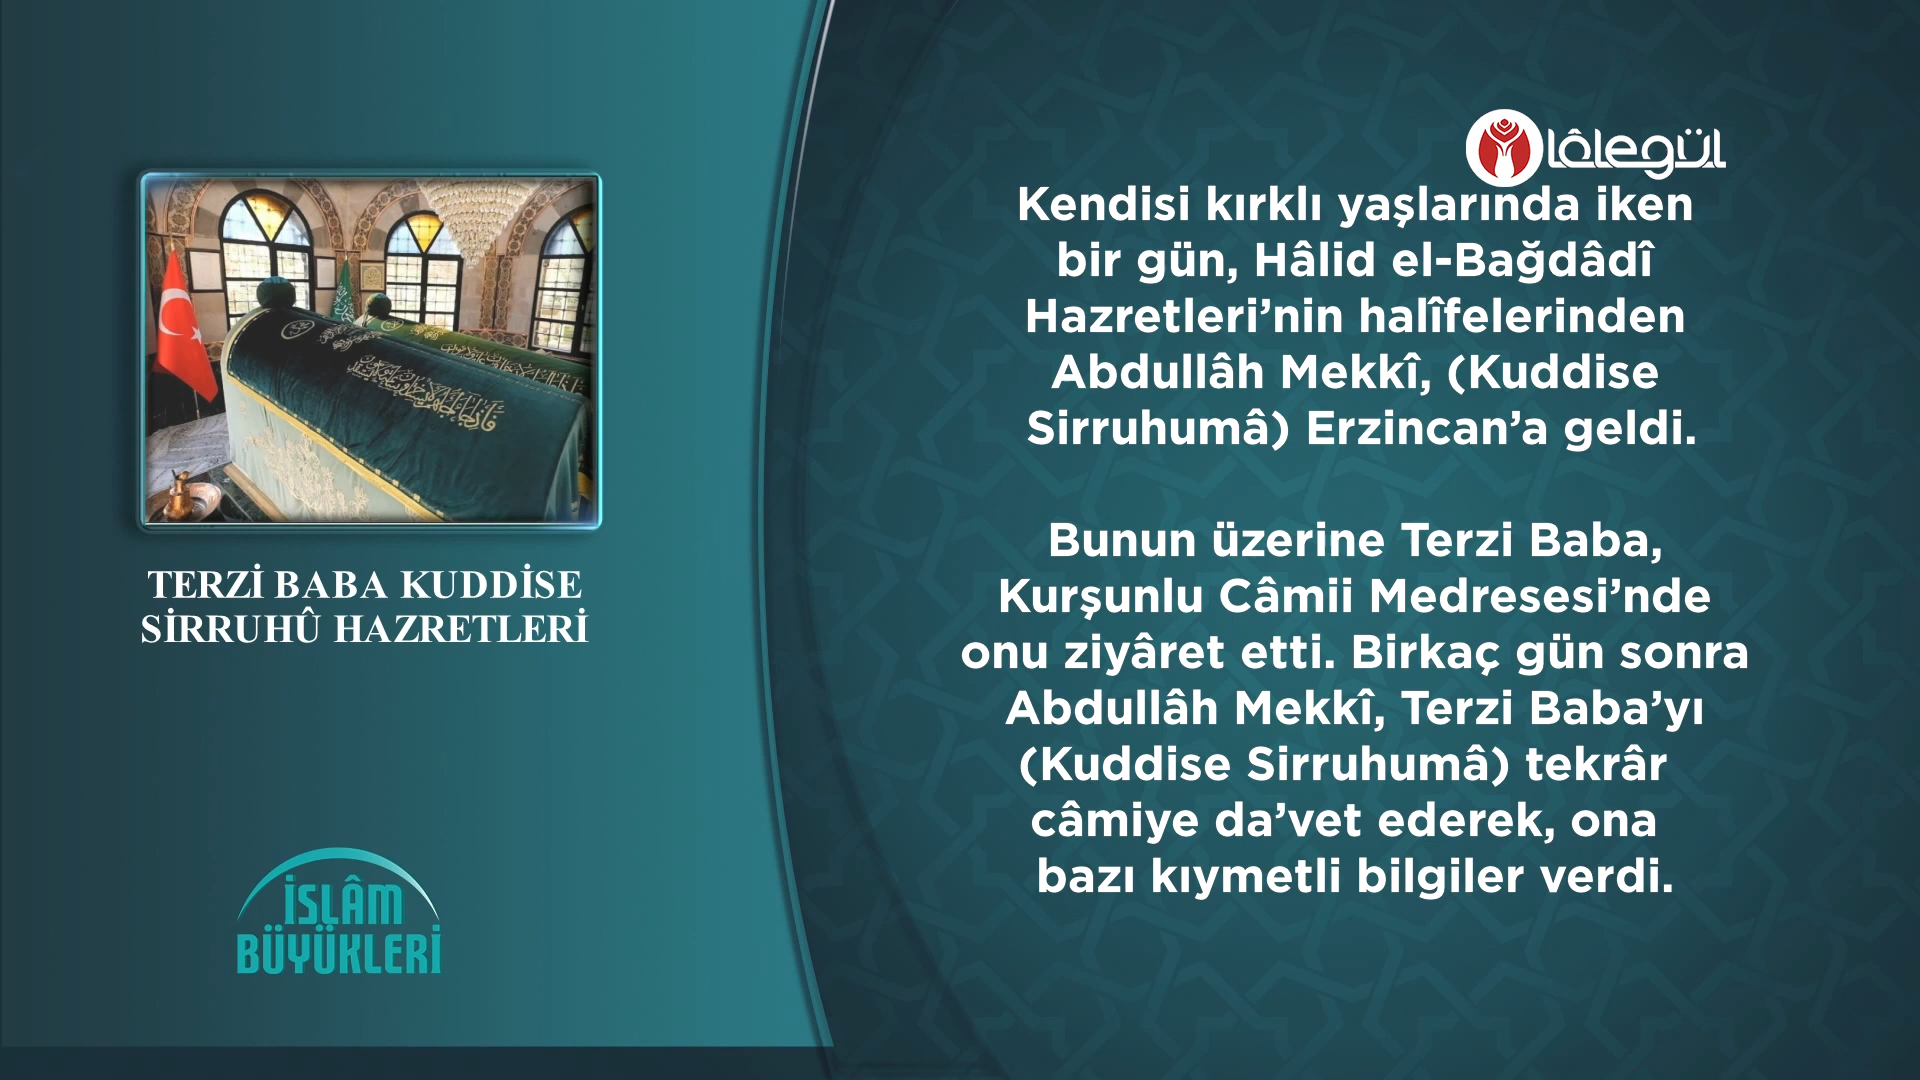 lâlegül
Kendisi kırklı yaşlarında iken
bir gün, Hâlid el-Bağdâdî
Hazretleri’nin halîfelerinden
Abdullâh Mekkî, (Kuddise
Sirruhumâ) Erzincan’a geldi.
Bunun üzerine Terzi Baba,
Kurşunlu Câmii Medresesi’nde
onu ziyâret etti. Birkaç gün sonra
Abdullâh Mekkî, Terzi Baba’yı
(Kuddise Sirruhumâ) tekrâr
câmiye da’vet ederek, ona
bazı kıymetli bilgiler verdi.
TERZİ BABA KUDDİSE
SİRRUHÛ HAZRETLERİ
İSLÂM
BÜYÜKLERİ